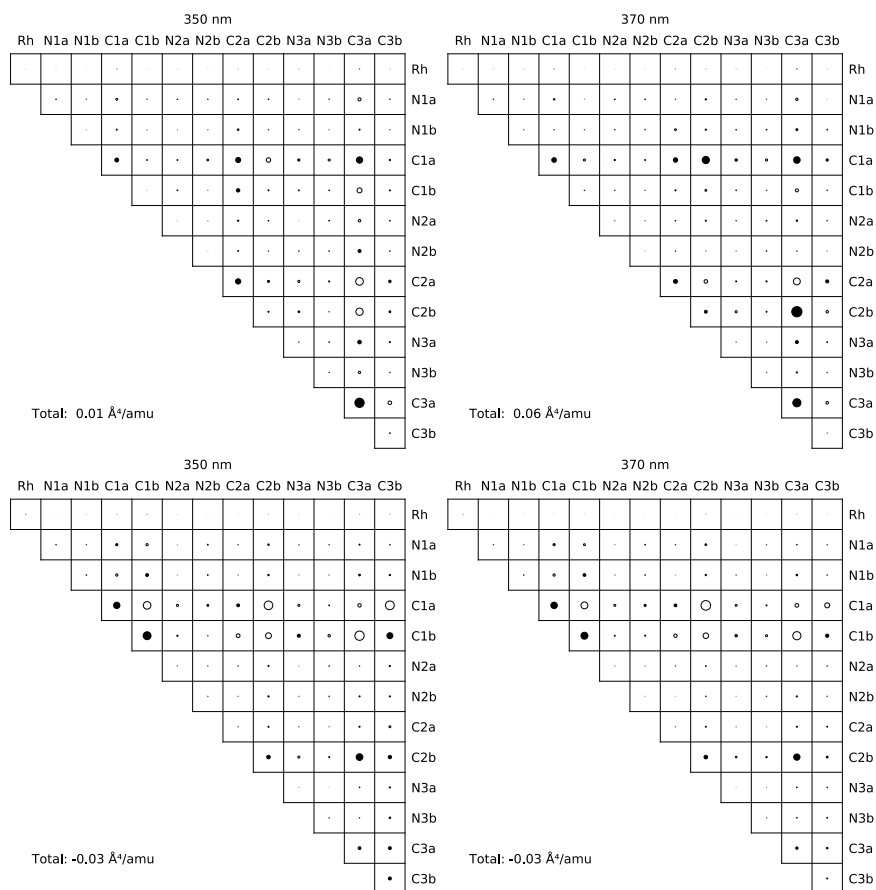 350 nm
370 nm
Rh N1a N1b C1a C1b N2a N2b C2a C2b N3a N3b C3a C3b
Rh N1a N1b C1a C1b N2a N2b C2a C2b N3a N3b C3a C3b
Rh
Rh
N1a
N1a
N1b
N1b
C1a
C1a
C1b
C1b
N2a
N2a
N2b
N2b
C2a
C2a
C2b
C2b
N3a
N3a
N3b
N3b
C3a
C3a
Total: 0.01 Å⁴/amu
Total: 0.06 Å⁴/amu
C3b
C3b
350 nm
370 nm
Rh N1a N1b C1a C1b N2a N2b C2a C2b N3a N3b C3a C3b
Rh N1a N1b C1a C1b N2a N2b C2a C2b N3a N3b C3a C3b
Rh
Rh
N1a
N1a
N1b
N1b
C1a
C1a
C1b
C1b
N2a
N2a
N2b
N2b
C2a
C2a
C2b
C2b
N3a
N3a
N3b
N3b
C3a
C3a
Total: -0.03 Å⁴/amu
Total: -0.03 Å⁴/amu
C3b
C3b